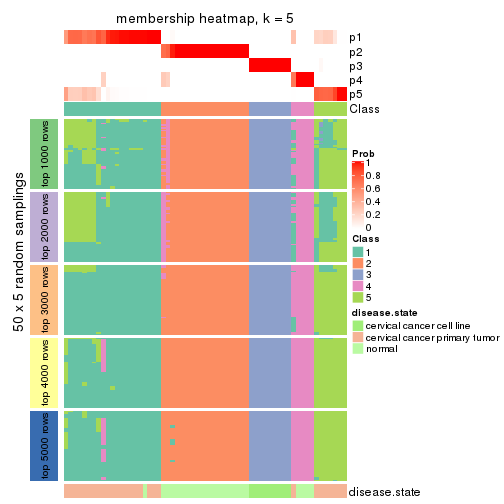 membership heatmap, k = 5
p1
p2
p3
p4
p5
Class
50 x 5 random samplings
top 1000 rows
top 2000 rows
top 3000 rows
top 4000 rows
top 5000 rows
disease.state
Prob
1
0.8
0.6
0.4
0.2
0
Class
1
2
3
4
5
disease.state
cervical cancer cell line
cervical cancer primary tumor
normal